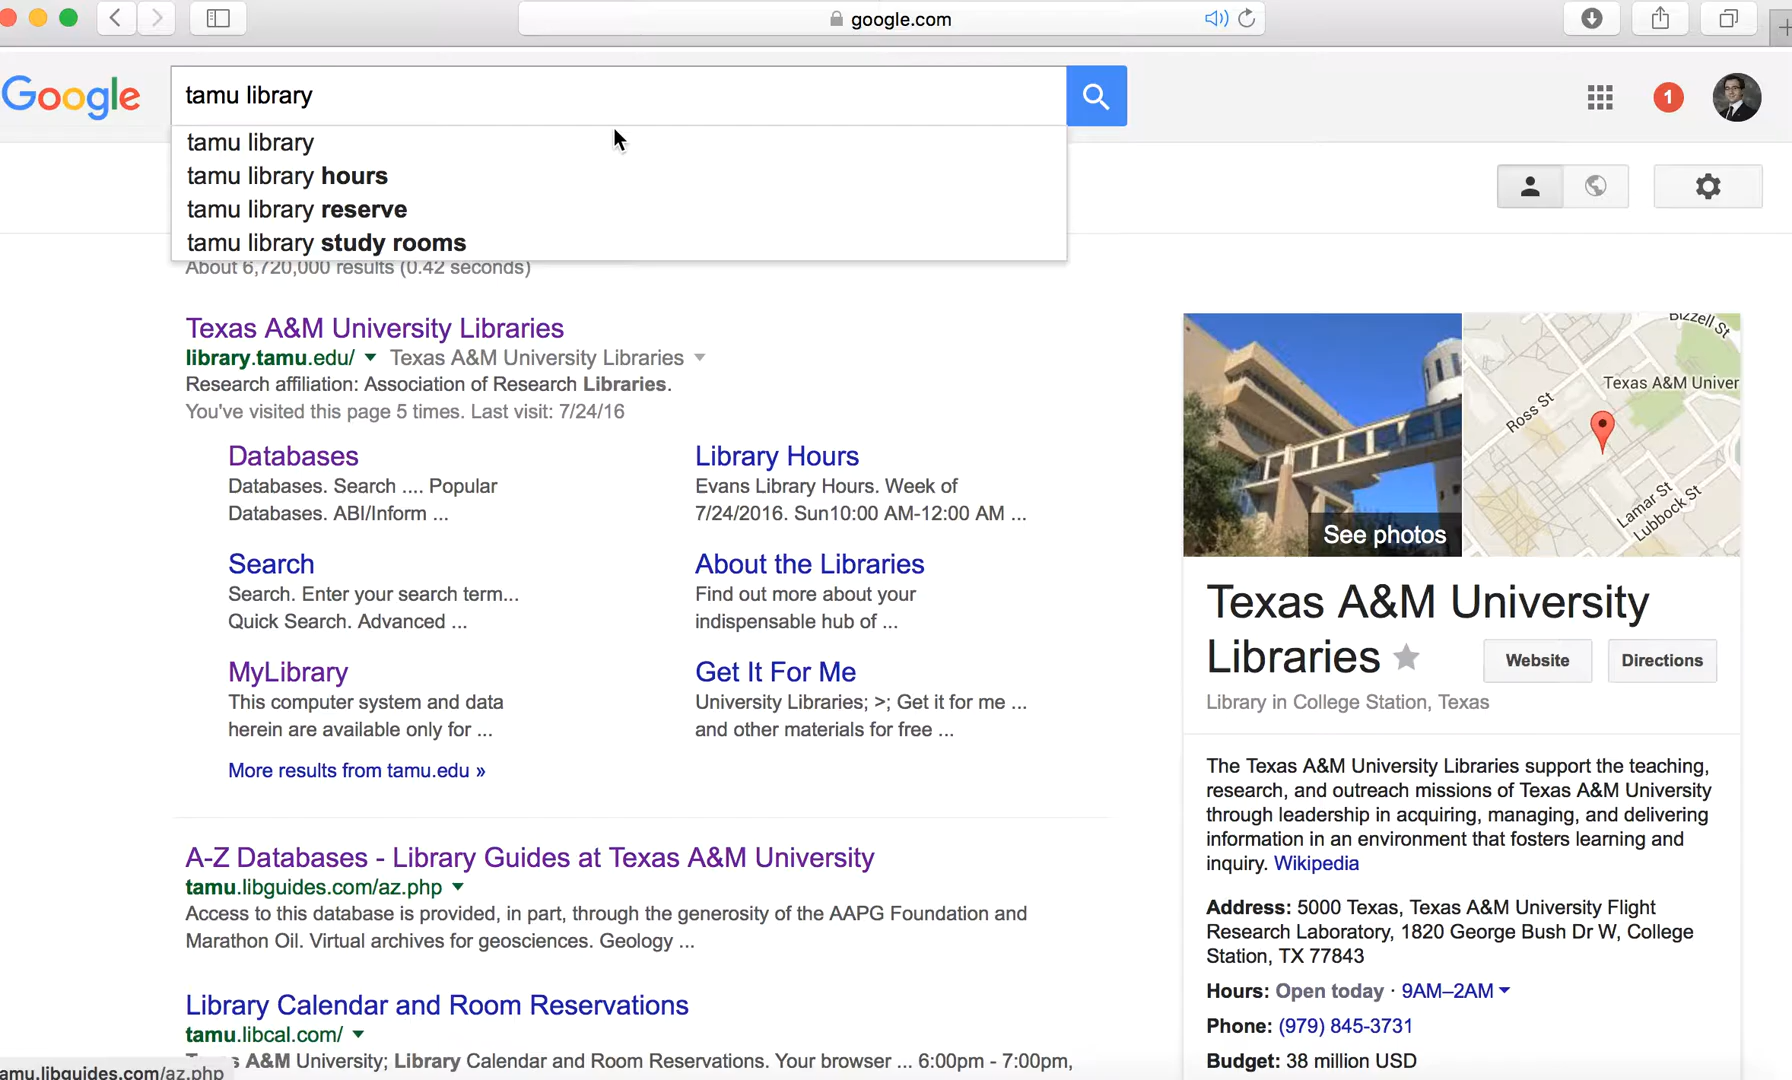 google.com
Google
tamu library
1
tamu library
tamu library hours
tamu library reserve
tamu library study rooms
About 6,720,000 results (0.42 seconds)
Texas A&M University Libraries
library.tamu.edu/ Texas A&M University Libraries
Research affiliation: Association of Research Libraries.
You've visited this page 5 times. Last visit: 7/24/16
Databases
Databases. Search .... Popular
Databases. ABI/Inform ...
Library Hours
Evans Library Hours. Week of
7/24/2016. Sun10:00 AM-12:00 AM ...
Search
Search. Enter your search term...
Quick Search. Advanced ...
About the Libraries
Find out more about your
indispensable hub of ...
MyLibrary
This computer system and data
herein are available only for ...
Get It For Me
University Libraries; >; Get it for me ...
and other materials for free ...
More results from tamu.edu »
A-Z Databases - Library Guides at Texas A&M University
tamu.libguides.com/az.php
Access to this database is provided, in part, through the generosity of the AAPG Foundation and
Marathon Oil. Virtual archives for geosciences. Geology ...
Library Calendar and Room Reservations
tamu.libcal.com/
A&M University; Library Calendar and Room Reservations. Your browser ... 6:00pm - 7:00pm,
amu.libguides.com/az.php
See photos
Bizzell St
Texas A&M Univer
Ross St
Lamar St
Lubbock St
Texas A&M University
Libraries
Website
Directions
Library in College Station, Texas
The Texas A&M University Libraries support the teaching,
research, and outreach missions of Texas A&M University
through leadership in acquiring, managing, and delivering
information in an environment that fosters learning and
inquiry. Wikipedia
Address: 5000 Texas, Texas A&M University Flight
Research Laboratory, 1820 George Bush Dr W, College
Station, TX 77843
Hours: Open today · 9AM–2AM
Phone: (979) 845-3731
Budget: 38 million USD